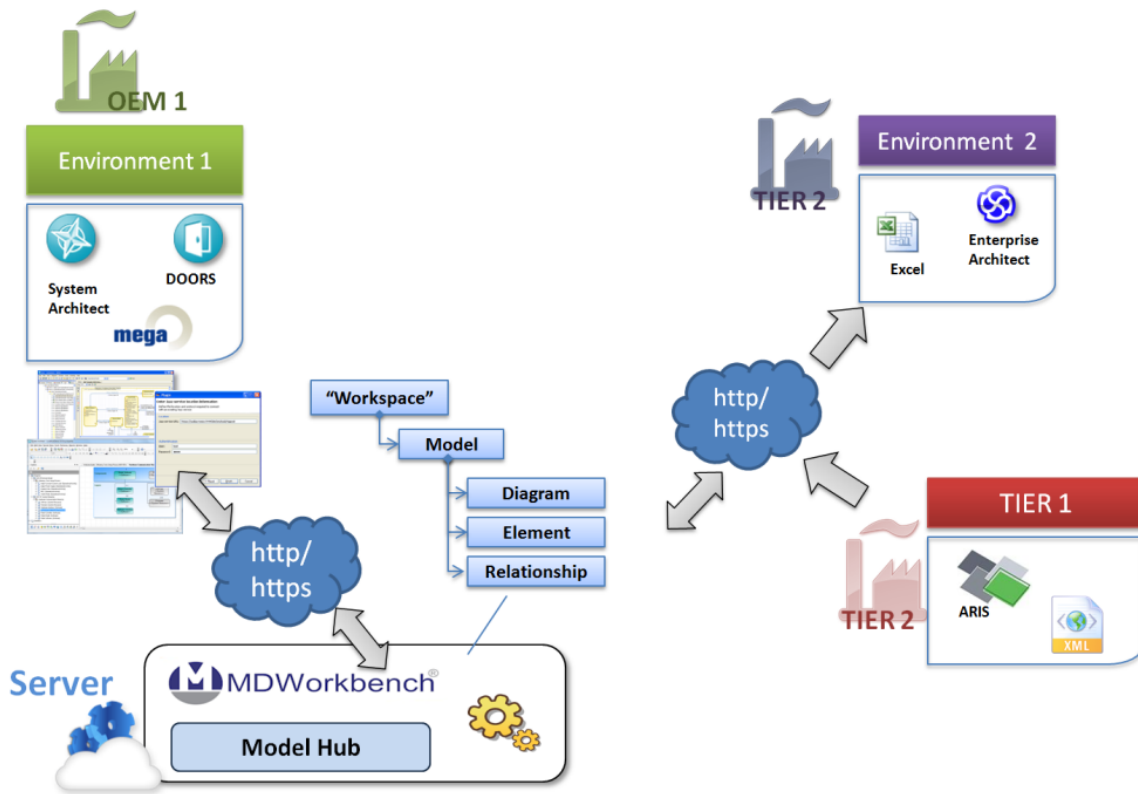 OEM 1
Environment 1
System
Architect
DOORS
mega
TIER 2
Environment 2
Excel
Enterprise
Architect
"Workspace"
Model
Diagram
Element
Relationship
http/
https
http/
https
TIER 1
TIER 2
ARIS
XML
Server
MDWorkbench®
Model Hub